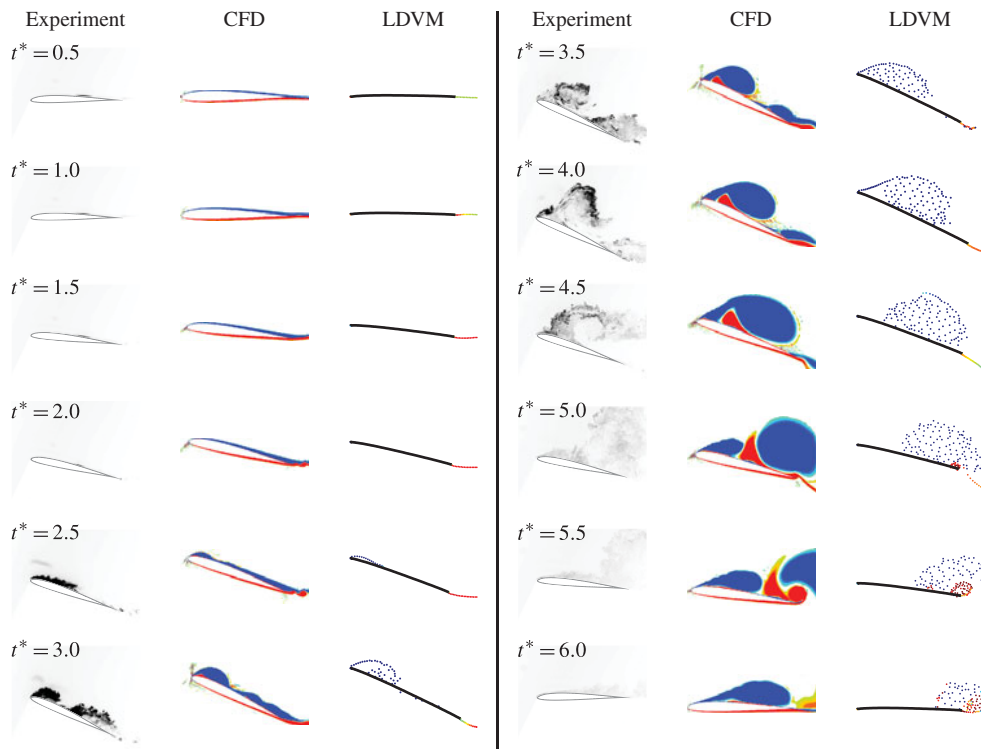 Experiment CFD LDVM
t* = 0.5
t* = 1.0
t* = 1.5
t* = 2.0
t* = 2.5
t* = 3.0
Experiment CFD LDVM
t* = 3.5
t* = 4.0
t* = 4.5
t* = 5.0
t* = 5.5
t* = 6.0